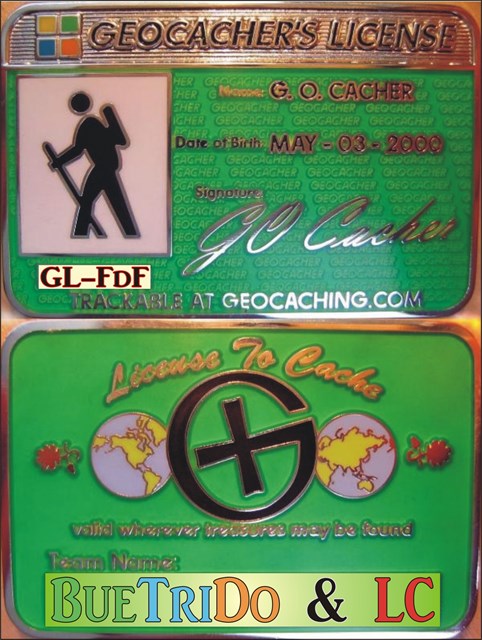 GEOCACHER'S LICENSE
Name: G. O. CACHER
Date of Birth: MAY - 03 - 2000
Signature:
GO Cacher
GL-FDF
TRACKABLE AT GEOCACHING.COM
License To Cache
valid wherever treasures may be found
Team Name:
BUETRIDO & LC